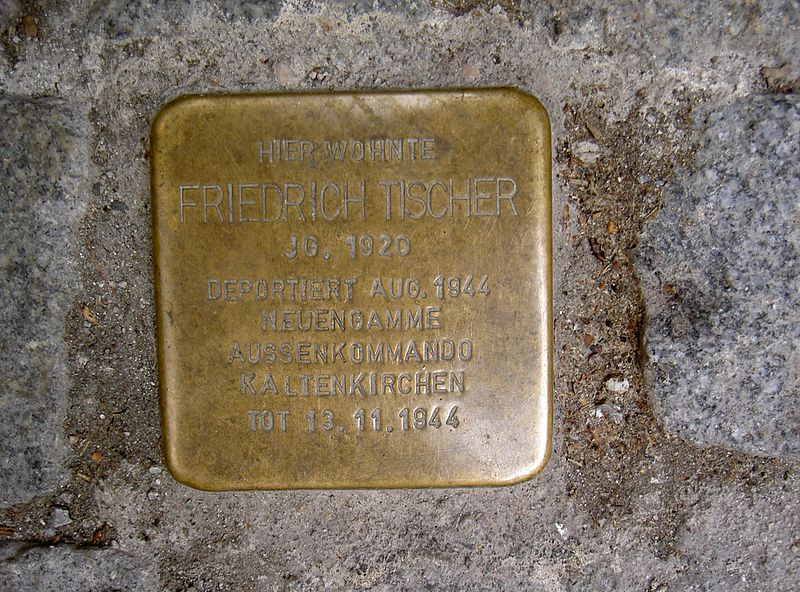 HIER WOHNTE
FRIEDRICH TISCHER
JG. 1920
DEPORTIERT AUG. 1944
NEUENGAMME
AUSSENKOMMANDO
KALTENKIRCHEN
TOT 13.11.1944